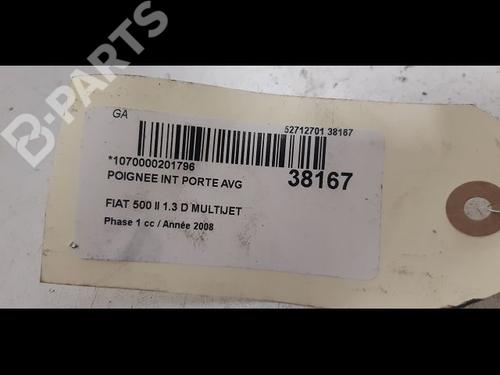 B-PARTS
GA
52712701 38167
*1070000201796
POIGNEE INT PORTE AVG
38167
FIAT 500 II 1.3 D MULTIJET
Phase 1 cc / Année 2008